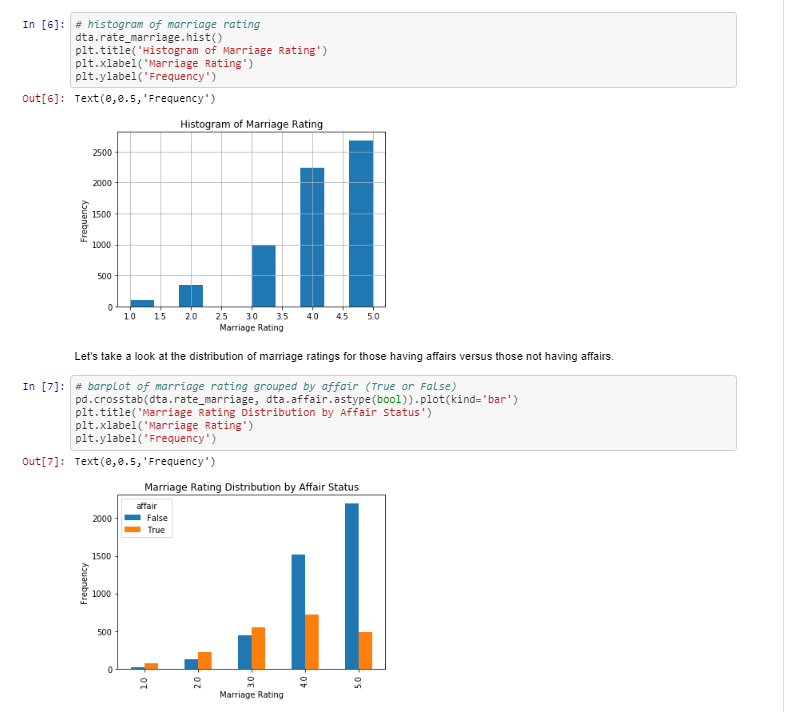 In [6]: # histogram of marriage rating
dta.rate_marriage.hist()
plt.title('Histogram of Marriage Rating')
plt.xlabel('Marriage Rating')
plt.ylabel('Frequency')
Out[6]: Text(0,0.5,'Frequency')
Histogram of Marriage Rating
2500
2000
1500
1000
500
0
Frequency
1.0 1.5 2.0 2.5 3.0 3.5 4.0 4.5 5.0
Marriage Rating
Let's take a look at the distribution of marriage ratings for those having affairs versus those not having affairs.
In [7]: # barplot of marriage rating grouped by affair (True or False)
pd.crosstab(dta.rate_marriage, dta.affair.astype(bool)).plot(kind='bar')
plt.title('Marriage Rating Distribution by Affair Status')
plt.xlabel('Marriage Rating')
plt.ylabel('Frequency')
Out[7]: Text(0,0.5,'Frequency')
Marriage Rating Distribution by Affair Status
affair
False
True
2000
1500
1000
500
0
Frequency
1.0 2.0 3.0 4.0 5.0
Marriage Rating